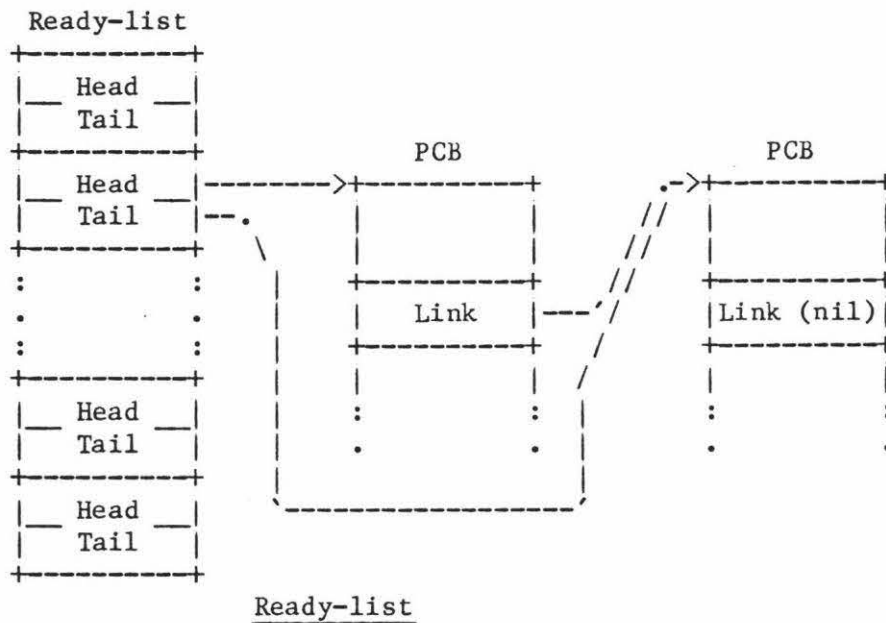 Ready-list
Head
Tail
PCB
PCB
Head
Tail
Link
Link (nil)
Head
Tail
Head
Tail
Ready-list